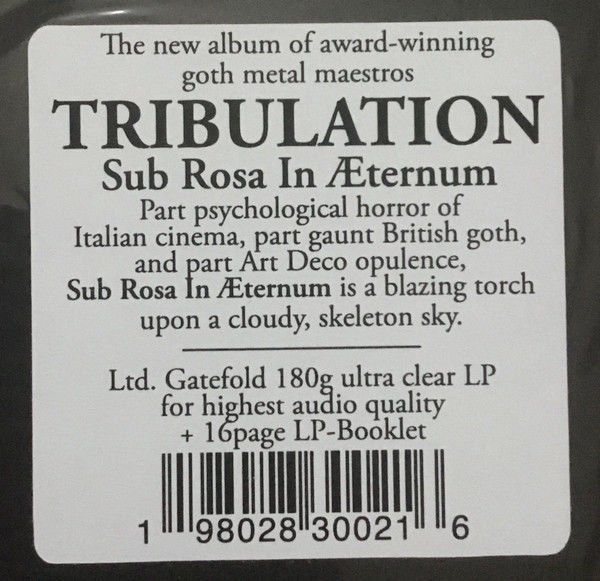 The new album of award-winning
goth metal maestros
TRIBULATION
Sub Rosa In Æternum
Part psychological horror of
Italian cinema, part gaunt British goth,
and part Art Deco opulence,
Sub Rosa In Æternum is a blazing torch
upon a cloudy, skeleton sky.
Ltd. Gatefold 180g ultra clear LP
for highest audio quality
+ 16page LP-Booklet
1 98028 30021 6